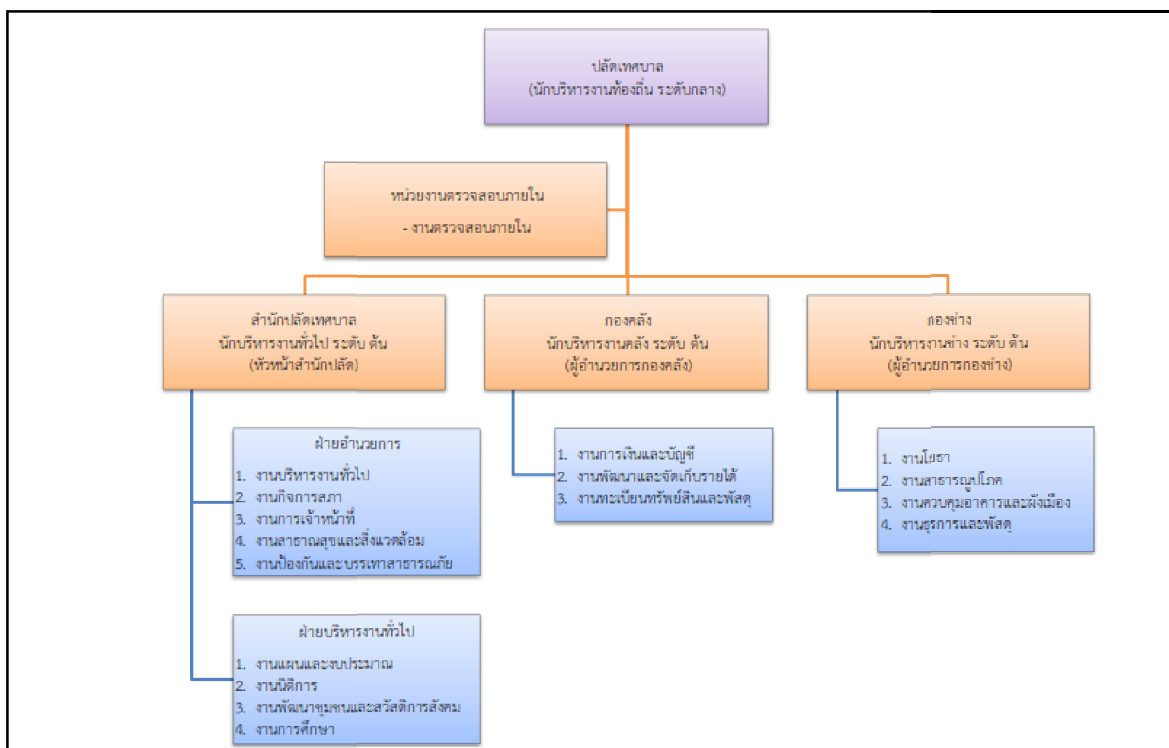 ปลัดเทศบาล
(นักบริหารงานท้องถิ่น ระดับกลาง)
หน่วยงานตรวจสอบภายใน
- งานตรวจสอบภายใน
สำนักปลัดเทศบาล
นักบริหารงานทั่วไป ระดับ ต้น
(หัวหน้าสำนักปลัด)
กองคลัง
นักบริหารงานคลัง ระดับ ต้น
(ผู้อำนวยการกองคลัง)
กองช่าง
นักบริหารงานช่าง ระดับ ต้น
(ผู้อำนวยการกองช่าง)
ฝ่ายอำนวยการ
1. งานบริหารงานทั่วไป
2. งานกิจการสภา
3. งานการเจ้าหน้าที่
4. งานสาธาณสุขและสิ่งแวดล้อม
5. งานป้องกันและบรรเทาสาธารณภัย
ฝ่ายบริหารงานทั่วไป
1. งานแผนและงบประมาณ
2. งานนิติการ
3. งานพัฒนาชุมชนและสวัสดิการสังคม
4. งานการศึกษา
1. งานการเงินและบัญชี
2. งานพัฒนาและจัดเก็บรายได้
3. งานทะเบียนทรัพย์สินและพัสดุ
1. งานโยธา
2. งานสาธารณูปโภค
3. งานควบคุมอาคารและผังเมือง
4. งานธุรการและพัสดุ